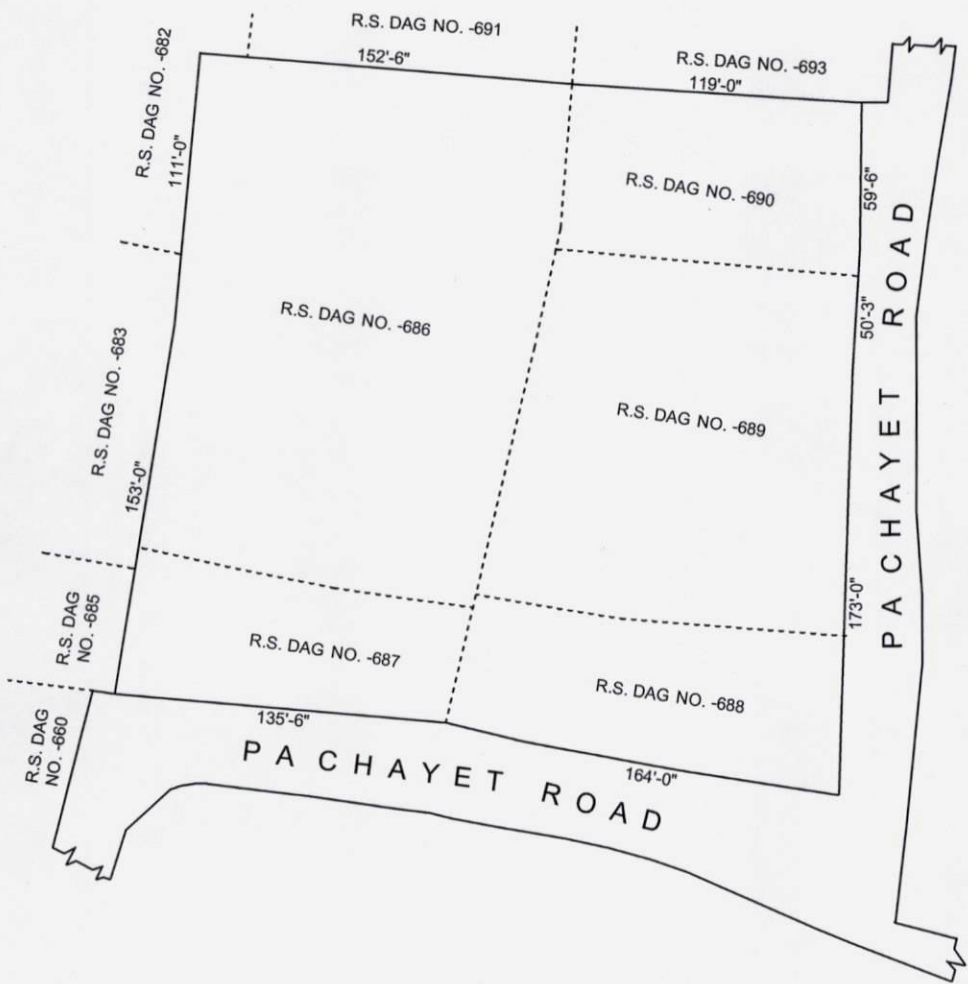 R.S. DAG NO. -691
152'-6"
R.S. DAG NO. -693
119'-0"
R.S. DAG NO. -682
111'-0"
R.S. DAG NO. -690
59'-6"
PACHAYET ROAD
50'-3"
R.S. DAG NO. -686
R.S. DAG NO. -683
153'-0"
R.S. DAG NO. -689
173'-0"
R.S. DAG
NO. -685
R.S. DAG NO. -687
R.S. DAG NO. -688
R.S. DAG
NO. -660
135'-6"
PACHAYET ROAD
164'-0"